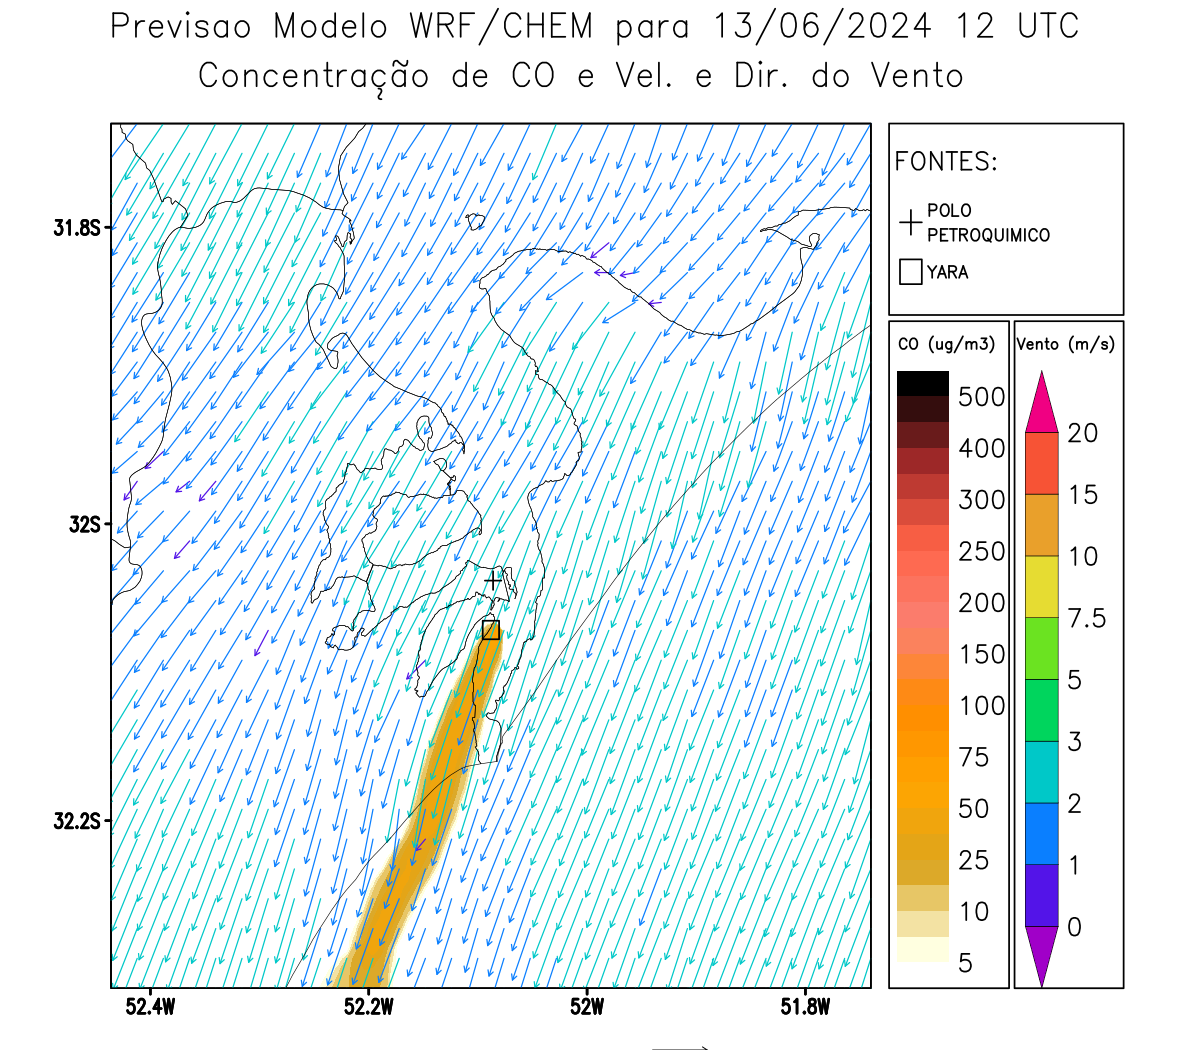 Previsao Modelo WRF/CHEM para 13/06/2024 12 UTC
Concentração de CO e Vel. e Dir. do Vento
FONTES:
POLO
PETROQUIMICO
YARA
CO (ug/m3)
500
400
300
250
200
150
100
75
50
25
10
5
Vento (m/s)
20
15
10
7.5
5
3
2
1
0
31.8S
32S
32.2S
52.4W
52.2W
52W
51.8W